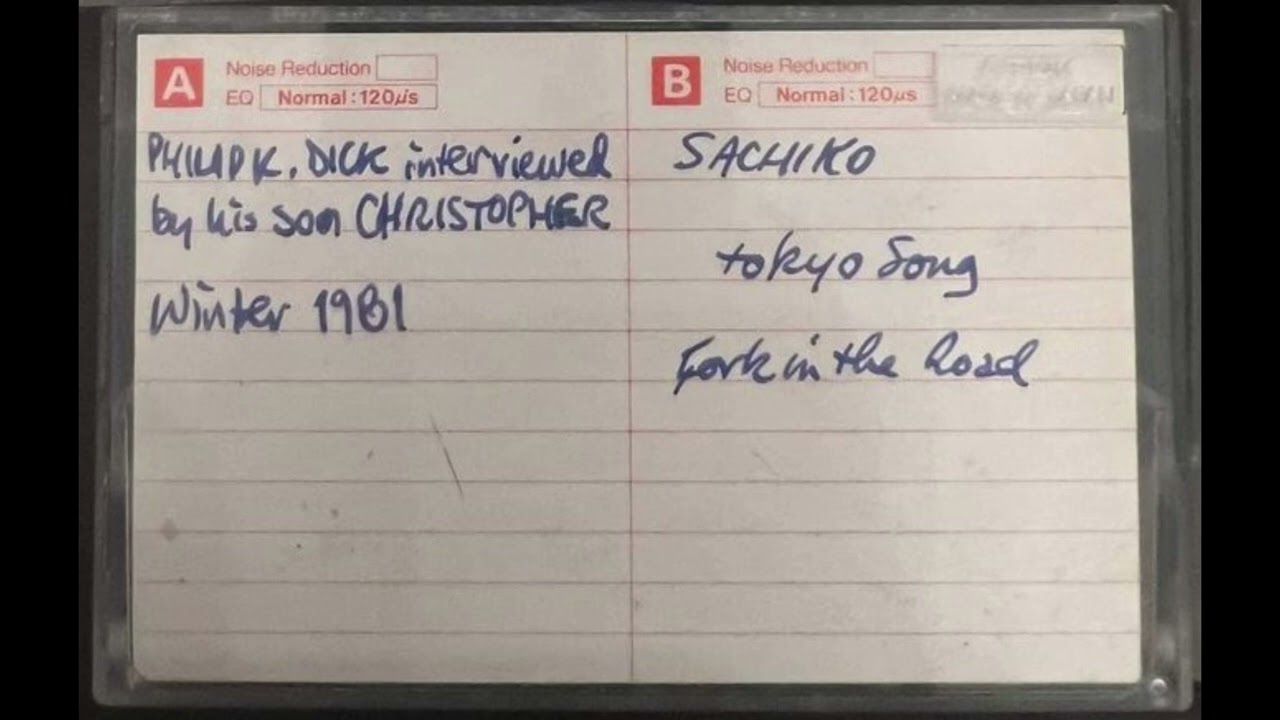 A
Noise Reduction
EQ Normal : 120µs
PHILIP K. DICK interviewed
by his son CHRISTOPHER
Winter 1981
B
Noise Reduction
EQ Normal : 120µs
SACHIKO
tokyo Song
Fork in the Road